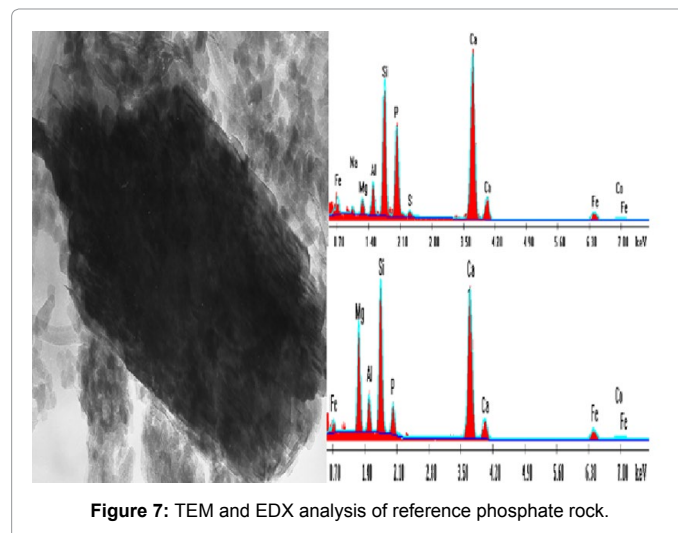 Ca
Si
P
Al
Mg
Na
Fe
S
Ca
Fe
Co
Fe
0.70 1.40 2.10 2.80 3.50 4.20 4.90 5.60 6.30 7.00 keV
Ca
Si
Mg
Al
P
Fe
Ca
Fe
Co
Fe
0.70 2.10 2.80 3.50 4.20 4.90 5.60 6.30 7.00 keV
Figure 7: TEM and EDX analysis of reference phosphate rock.